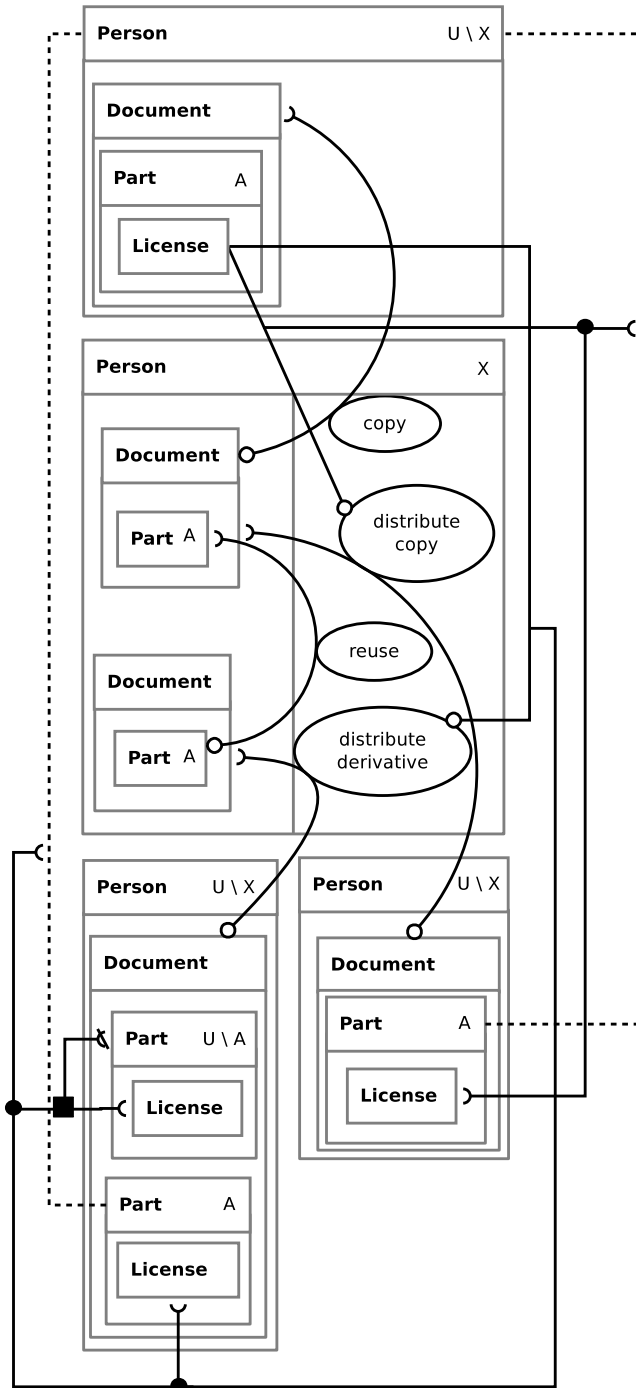 Person U \ X
Document
Part A
License
Person X
copy
Document
distribute
copy
Part A
reuse
Document
distribute
derivative
Part A
Person U \ X
Person U \ X
Document
Document
Part A
Part U \ A
License
License
Part A
License